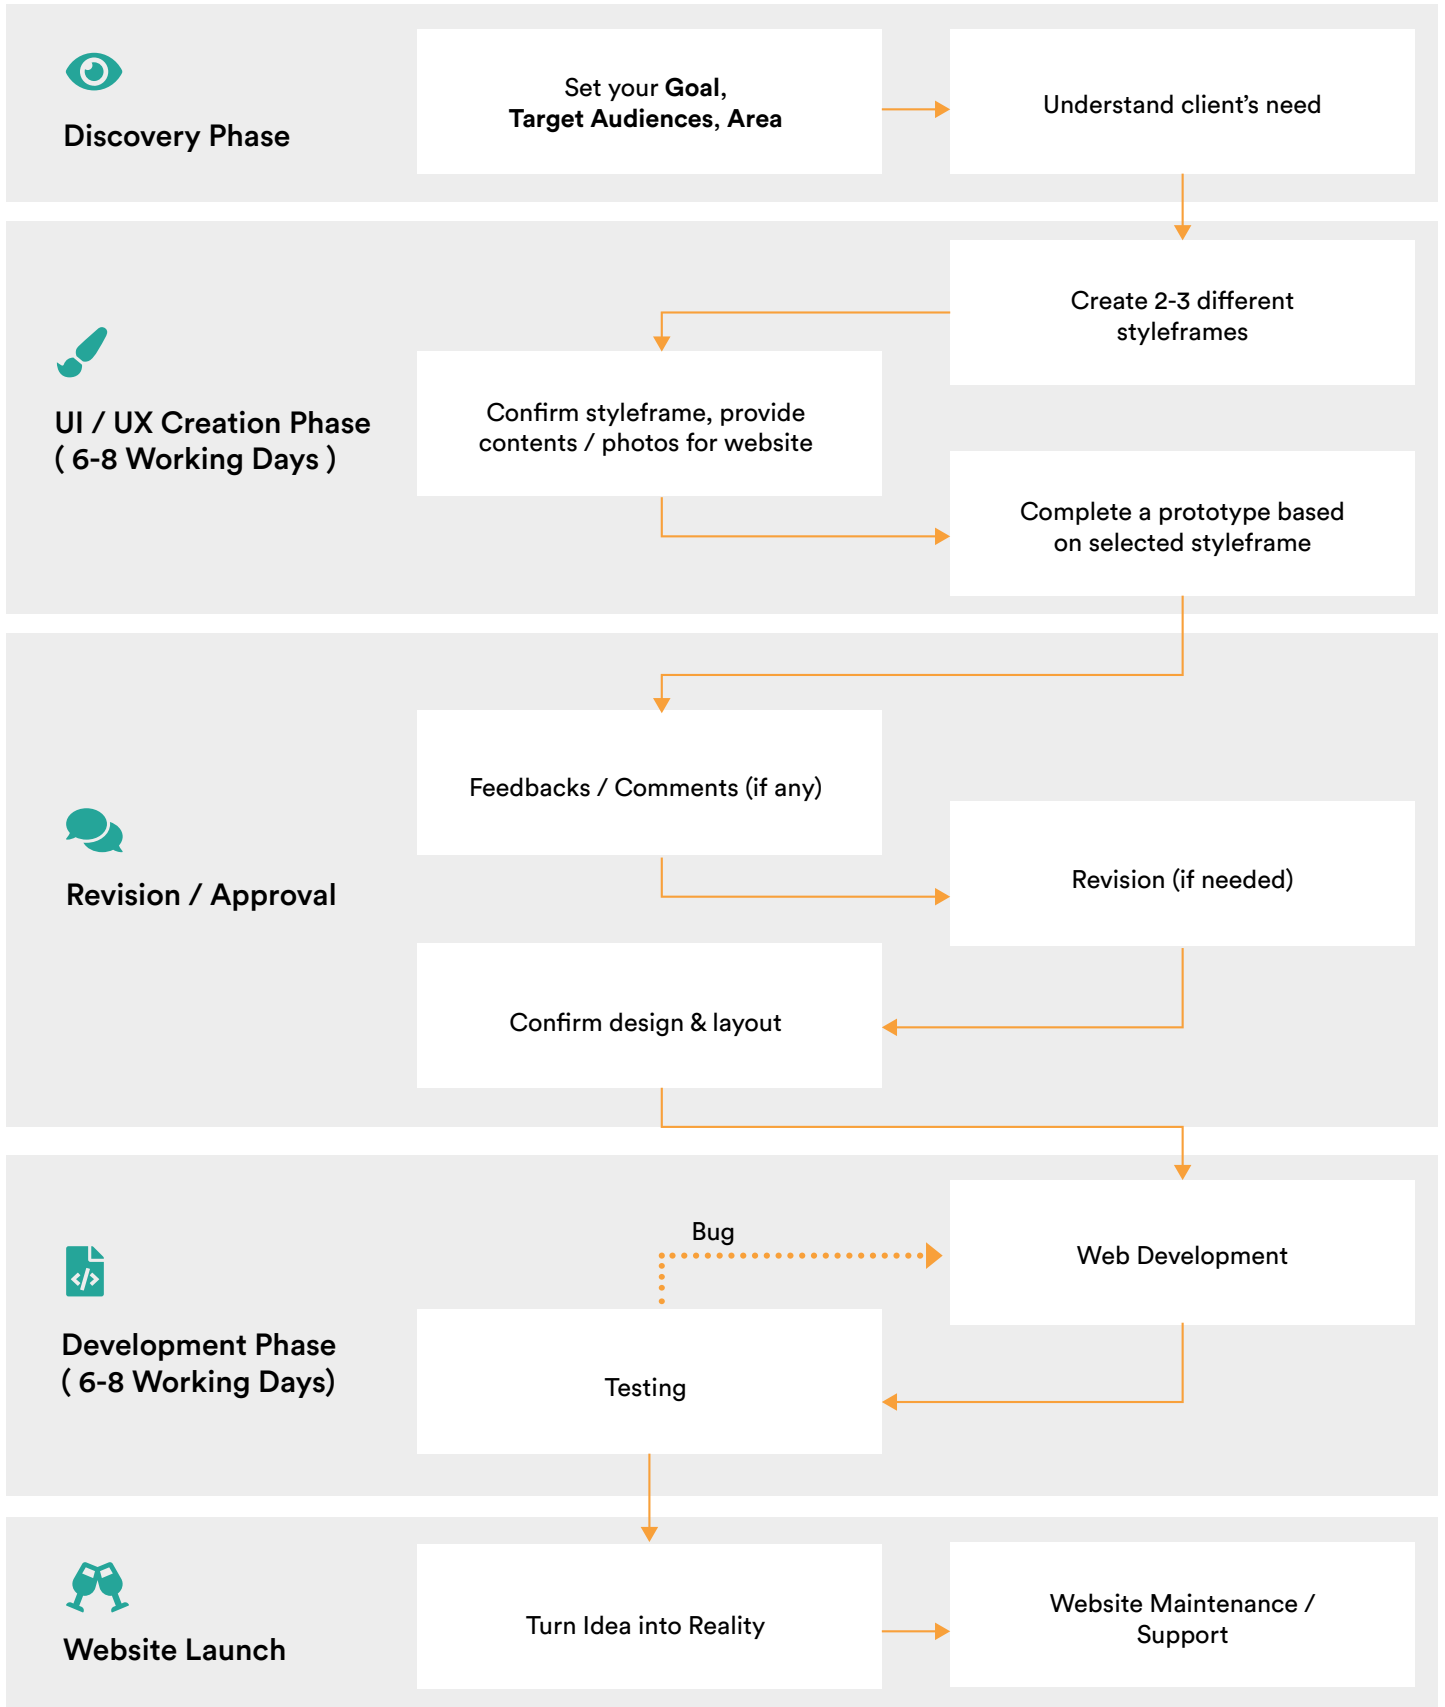 Discovery Phase
Set your Goal,
Target Audiences, Area
Understand client’s need
UI / UX Creation Phase
( 6-8 Working Days )
Create 2-3 different
styleframes
Confirm styleframe, provide
contents / photos for website
Complete a prototype based
on selected styleframe
Revision / Approval
Feedbacks / Comments (if any)
Revision (if needed)
Confirm design & layout
Development Phase
( 6-8 Working Days)
Bug
Web Development
Testing
Website Launch
Turn Idea into Reality
Website Maintenance /
Support